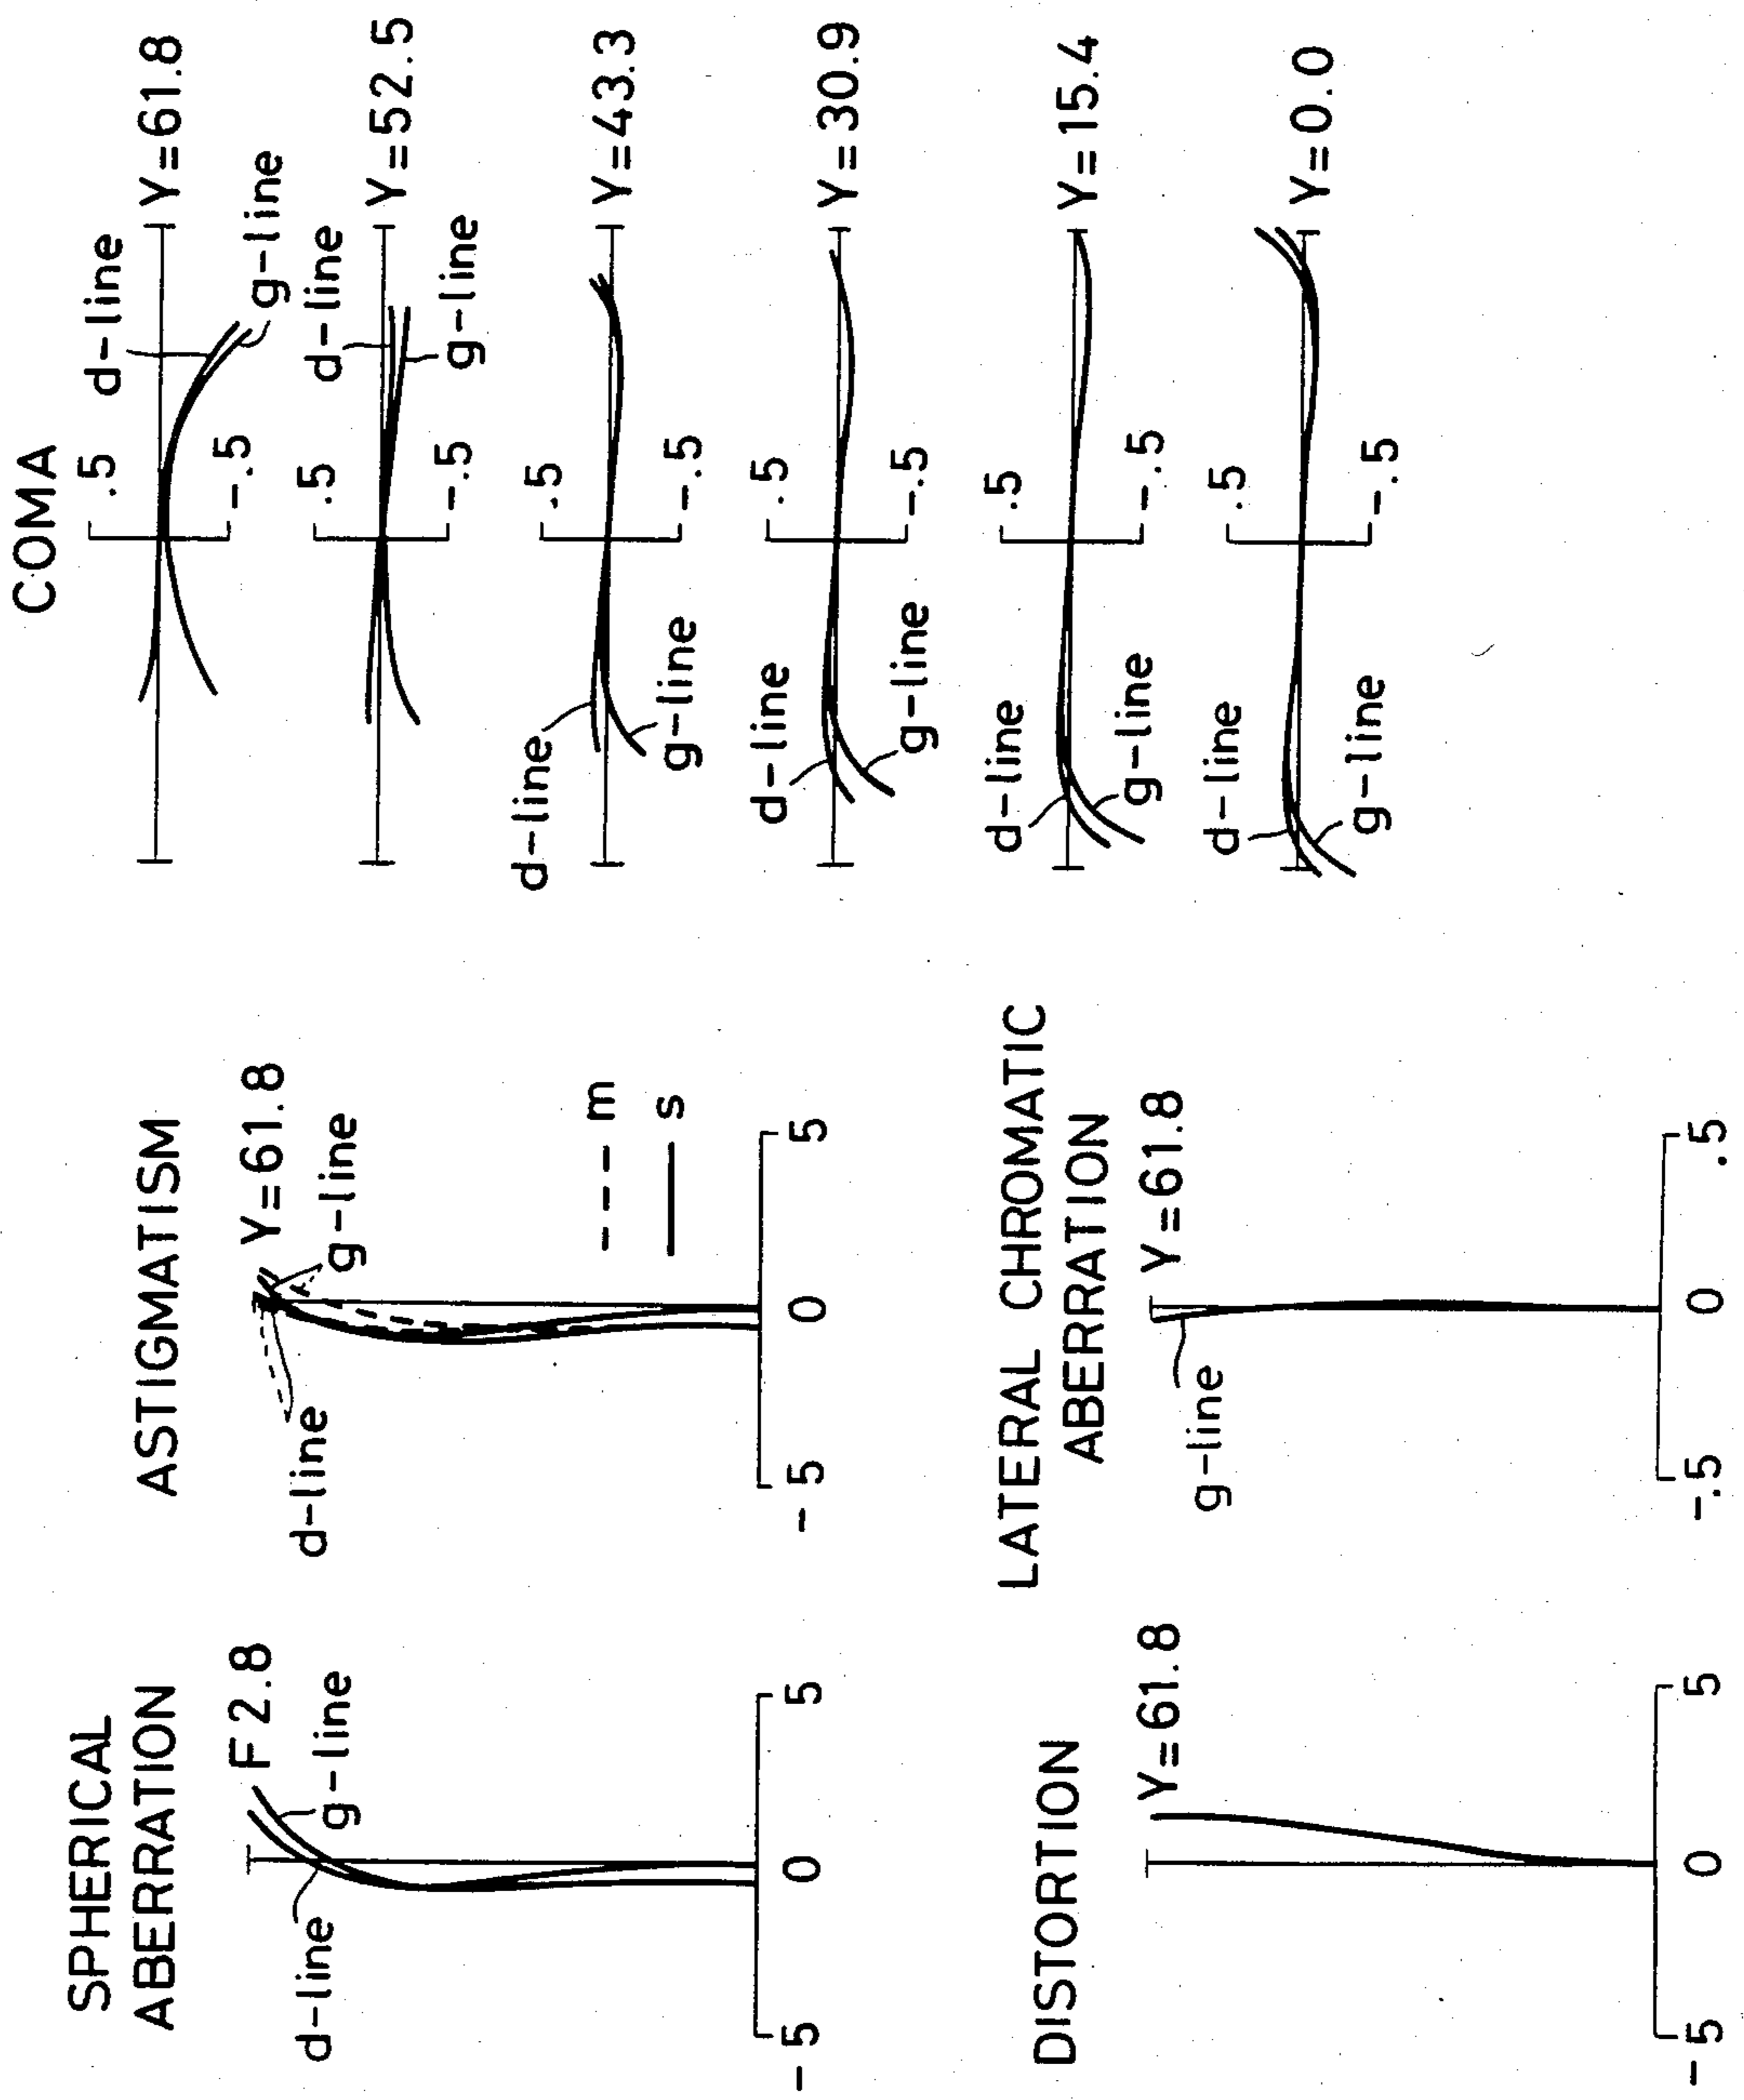 SPHERICAL
ABERRATION
F2.8
g-line
d-line
-5
0
5
ASTIGMATISM
Y=61.8
g-line
d-line
--- m
— s
-5
0
5
COMA
.5
-.5
d-line
g-line
Y=61.8
.5
-.5
d-line
g-line
Y=52.5
.5
-.5
d-line
g-line
Y=43.3
.5
-.5
d-line
g-line
Y=30.9
.5
-.5
d-line
g-line
Y=15.4
.5
-.5
d-line
g-line
Y=0.0
DISTORTION
Y=61.8
-5
0
5
LATERAL CHROMATIC
ABERRATION
Y=61.8
g-line
-.5
0
.5